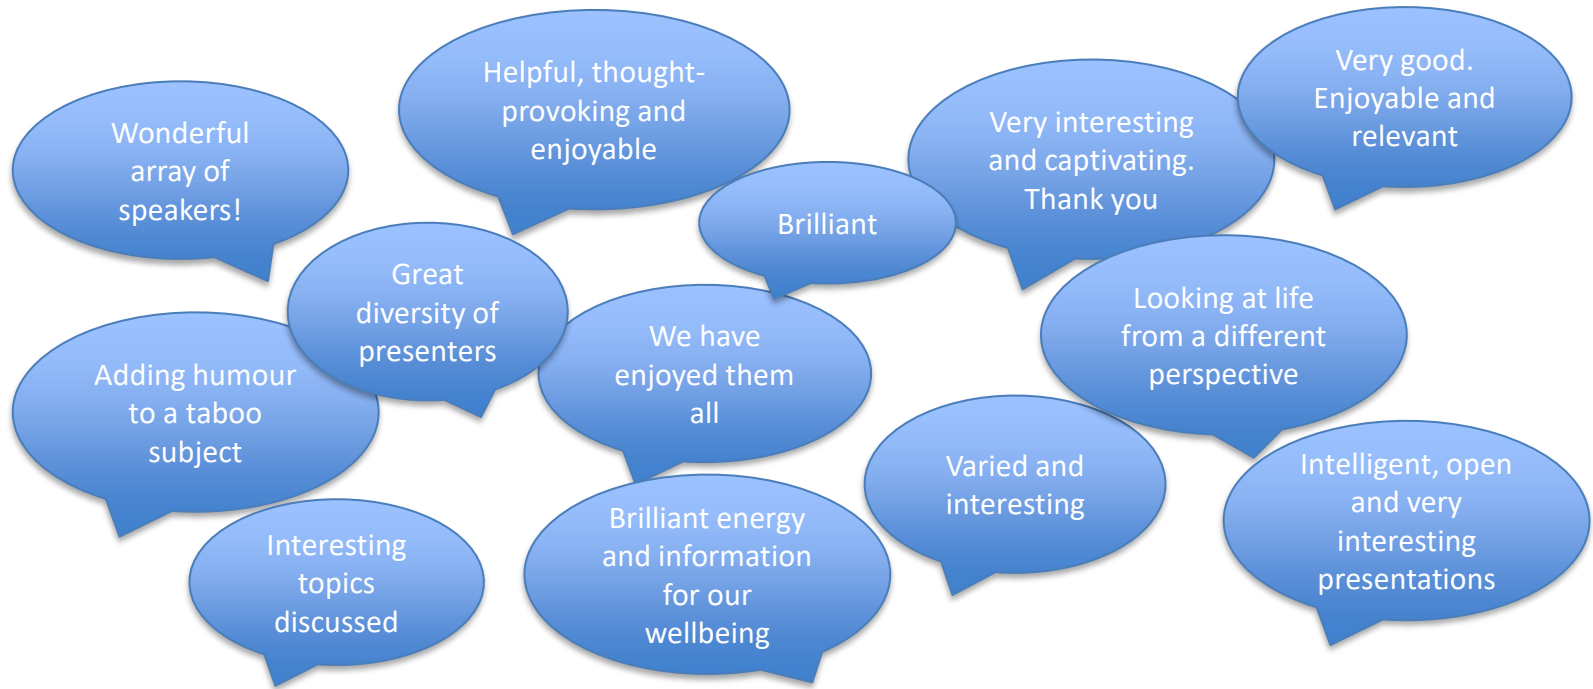 Wonderful
array of
speakers!
Helpful, thought-
provoking and
enjoyable
Very interesting
and captivating.
Thank you
Very good.
Enjoyable and
relevant
Brilliant
Great
diversity of
presenters
Adding humour
to a taboo
subject
We have
enjoyed them
all
Looking at life
from a different
perspective
Interesting
topics
discussed
Brilliant energy
and information
for our
wellbeing
Varied and
interesting
Intelligent, open
and very
interesting
presentations